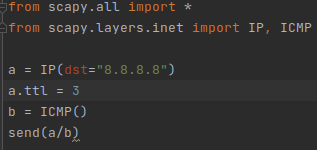 from scapy.all import *
from scapy.layers.inet import IP, ICMP
a = IP(dst="8.8.8.8")
a.ttl = 3
b = ICMP()
send(a/b)